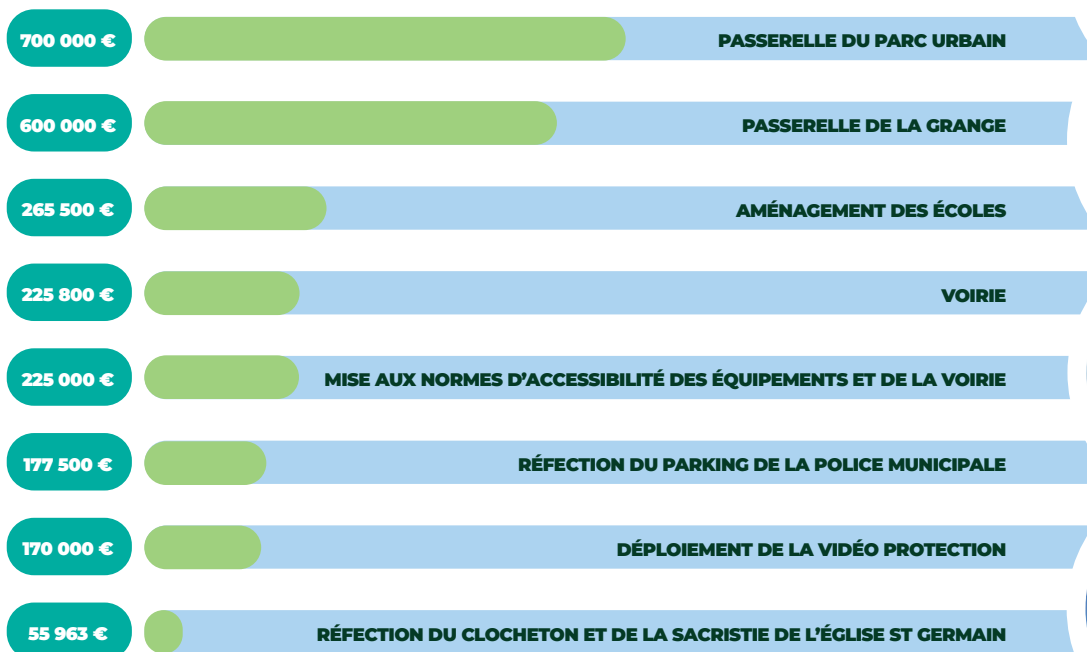 700 000 € PASSERELLE DU PARC URBAIN
600 000 € PASSERELLE DE LA GRANGE
265 500 € AMÉNAGEMENT DES ÉCOLES
225 800 € VOIRIE
225 000 € MISE AUX NORMES D’ACCESSIBILITÉ DES ÉQUIPEMENTS ET DE LA VOIRIE
177 500 € RÉFECTION DU PARKING DE LA POLICE MUNICIPALE
170 000 € DÉPLOIEMENT DE LA VIDÉO PROTECTION
55 963 € RÉFECTION DU CLOCHETON ET DE LA SACRISTIE DE L’ÉGLISE ST GERMAIN